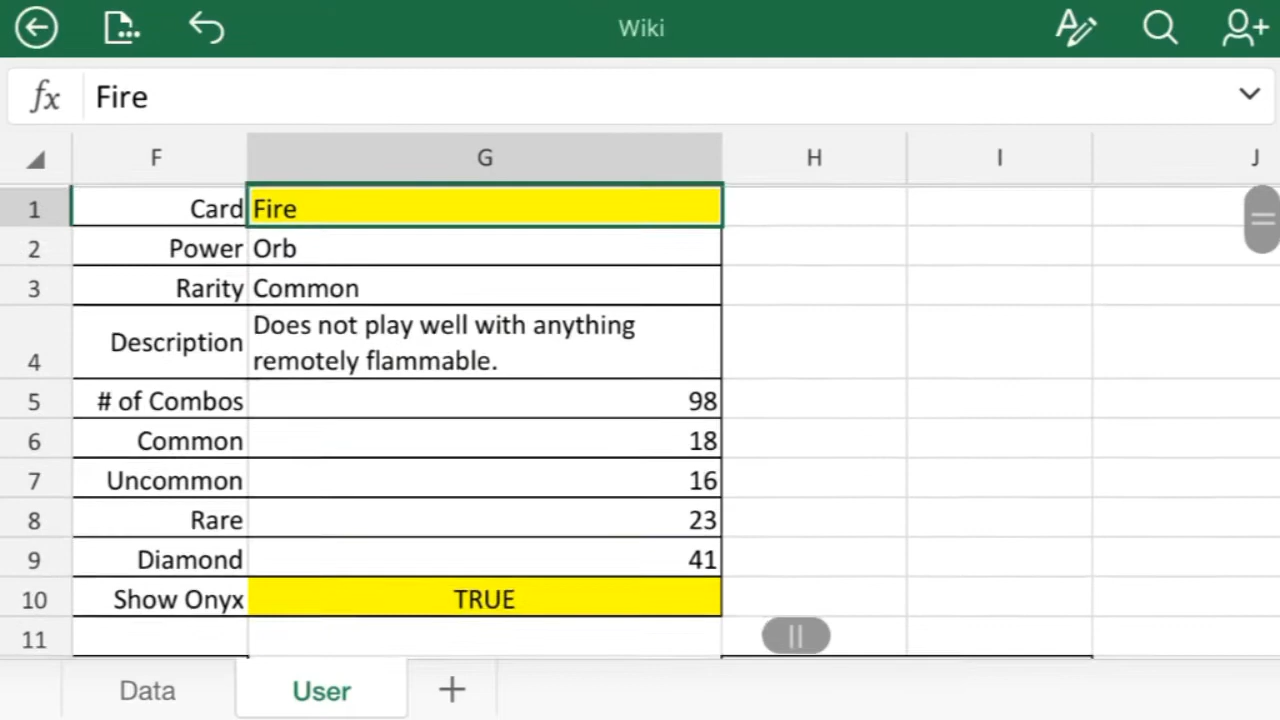 Wiki
fx Fire
F G H I J
1 Card Fire
2 Power Orb
3 Rarity Common
Does not play well with anything
4 Description remotely flammable.
5 # of Combos 98
6 Common 18
7 Uncommon 16
8 Rare 23
9 Diamond 41
10 Show Onyx TRUE
11
Data User +